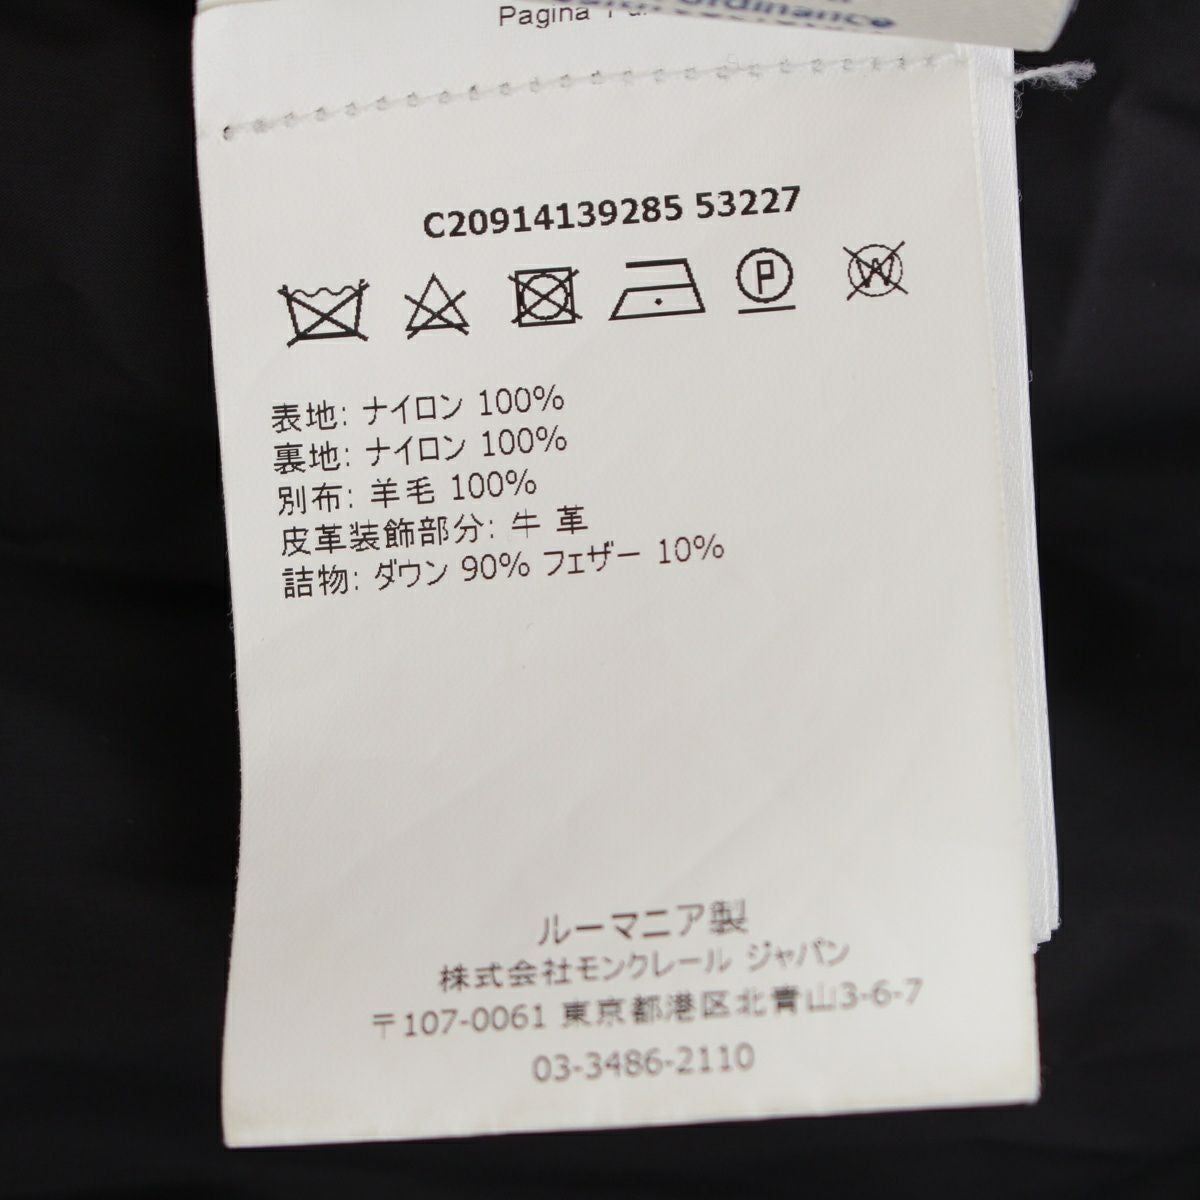 Pagina
Ordinance
C20914139285 53227
P
W
表地: ナイロン 100%
裏地: ナイロン 100%
別布: 羊毛 100%
皮革装飾部分: 牛 革
詰物: ダウン 90% フェザー 10%
ルーマニア製
株式会社モンクレール ジャパン
〒107-0061 東京都港区北青山3-6-7
03-3486-2110